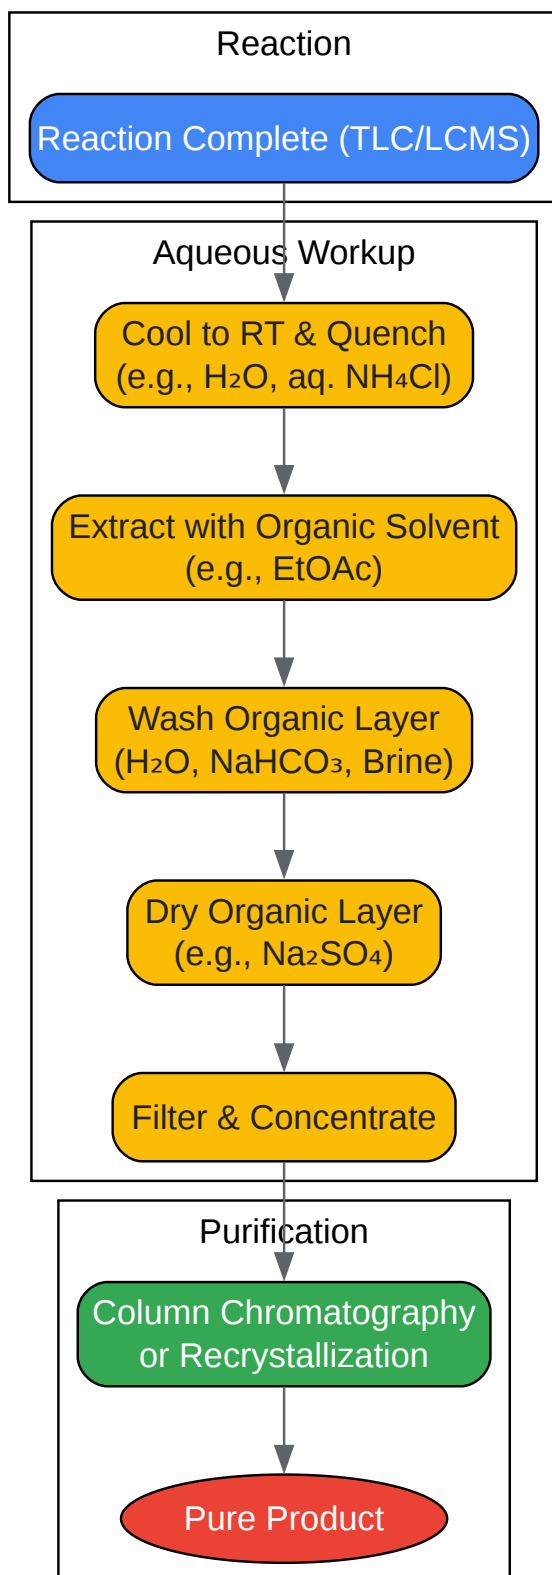 Reaction
Reaction Complete (TLC/LCMS)
Aqueous Workup
Cool to RT & Quench
(e.g., H₂O, aq. NH₄Cl)
Extract with Organic Solvent
(e.g., EtOAc)
Wash Organic Layer
(H₂O, NaHCO₃, Brine)
Dry Organic Layer
(e.g., Na₂SO₄)
Filter & Concentrate
Purification
Column Chromatography
or Recrystallization
Pure Product